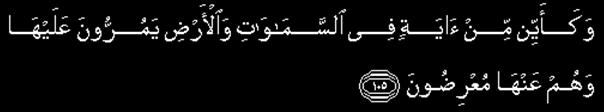 وَكَأَيِّن مِّنْ ءَايَةٍ فِى ٱلسَّمَـٰوَٰتِ وَٱلْأَرْضِ يَمُرُّونَ عَلَيْهَا
وَهُمْ عَنْهَا مُعْرِضُونَ ١٠٥